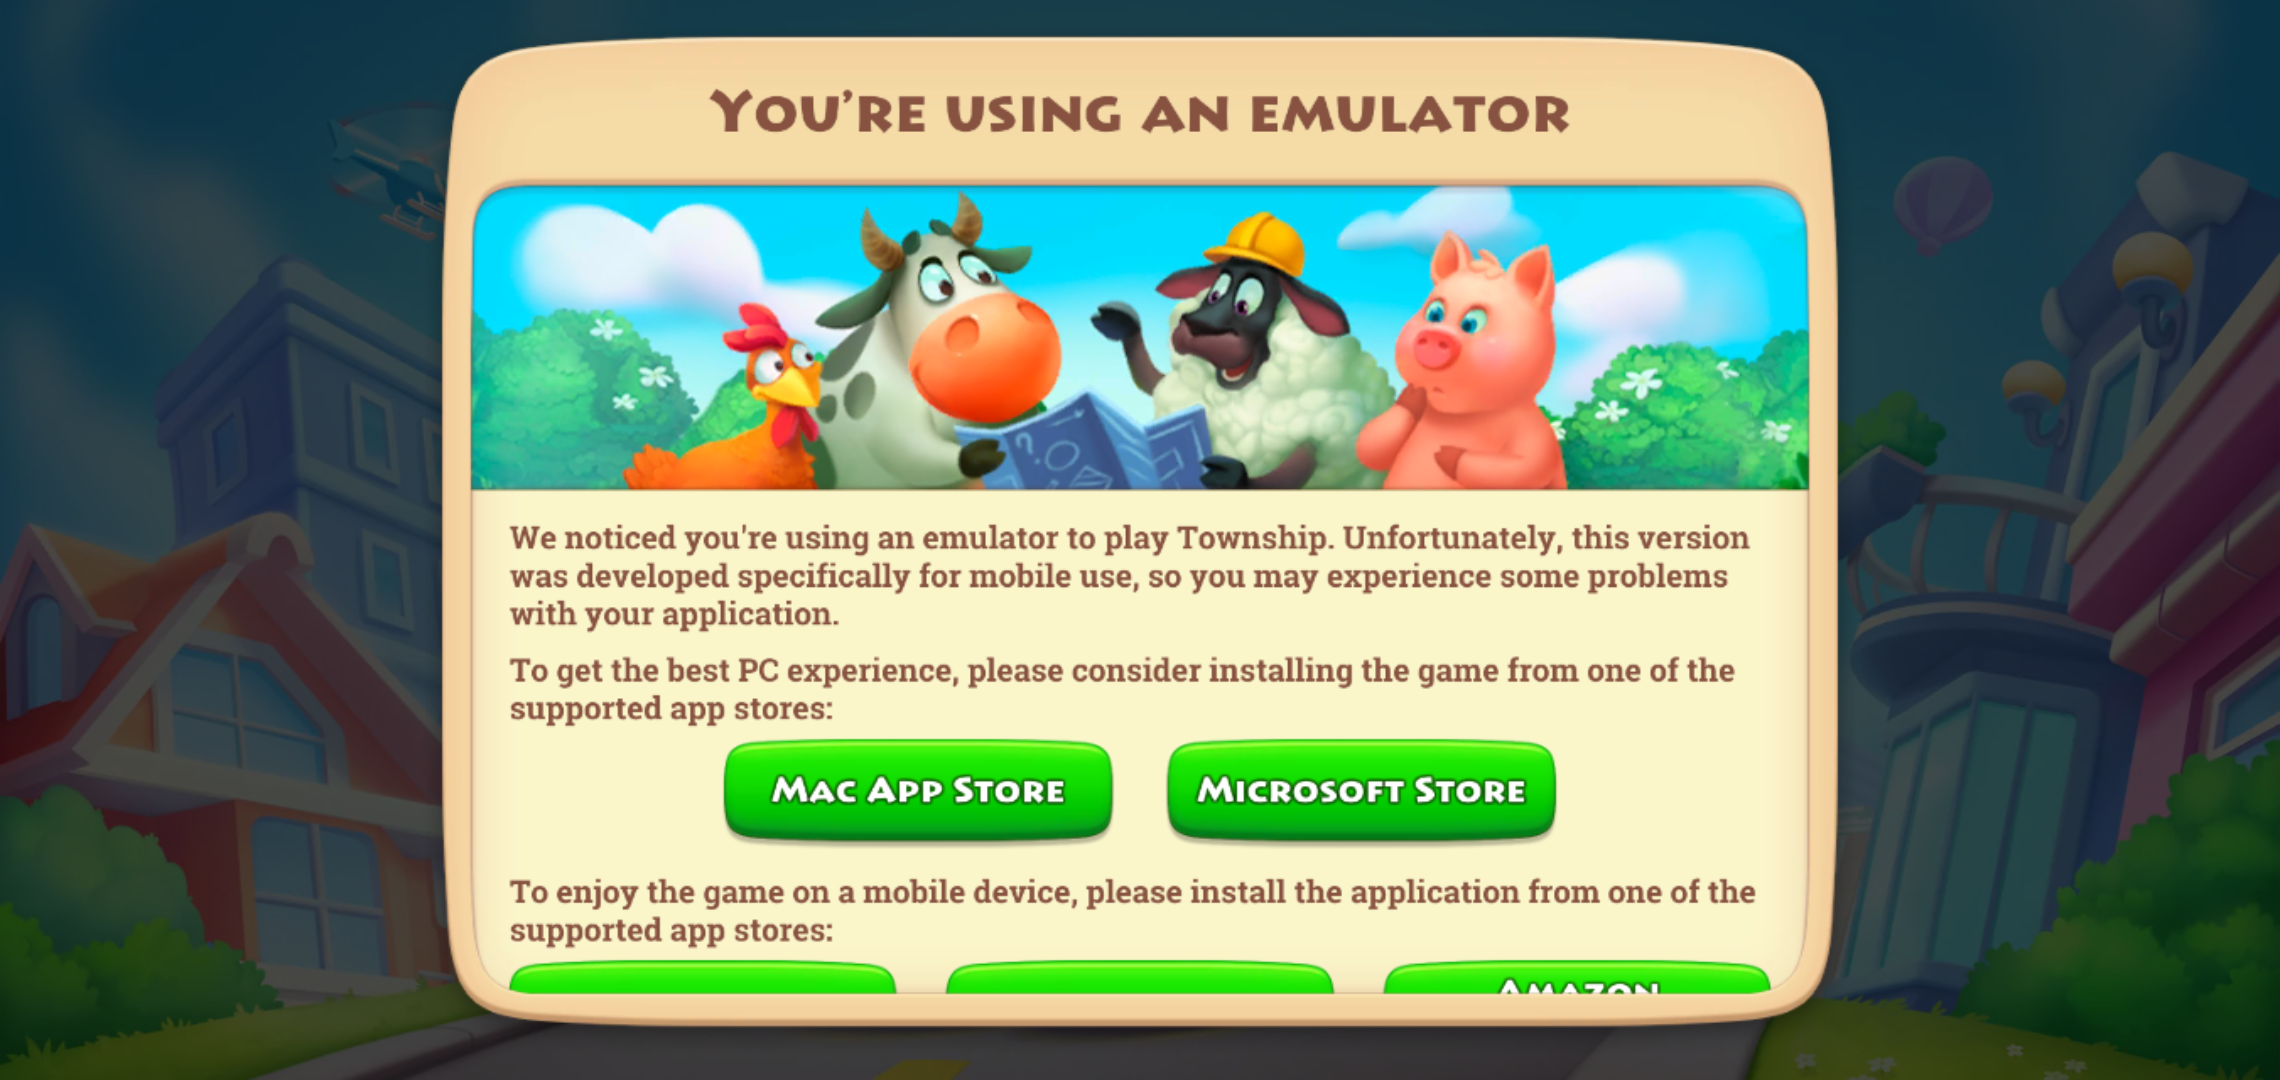 YOU'RE USING AN EMULATOR
We noticed you're using an emulator to play Township. Unfortunately, this version
was developed specifically for mobile use, so you may experience some problems
with your application.
To get the best PC experience, please consider installing the game from one of the
supported app stores:
MAC APP STORE
MICROSOFT STORE
To enjoy the game on a mobile device, please install the application from one of the
supported app stores:
AMAZON